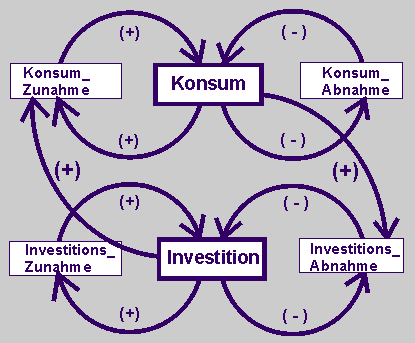 (+)
( - )
Konsum_
Zunahme
Konsum
Konsum_
Abnahme
(+)
( - )
(+)
(+)
(+)
( - )
Investitions_
Zunahme
Investition
Investitions_
Abnahme
(+)
( - )